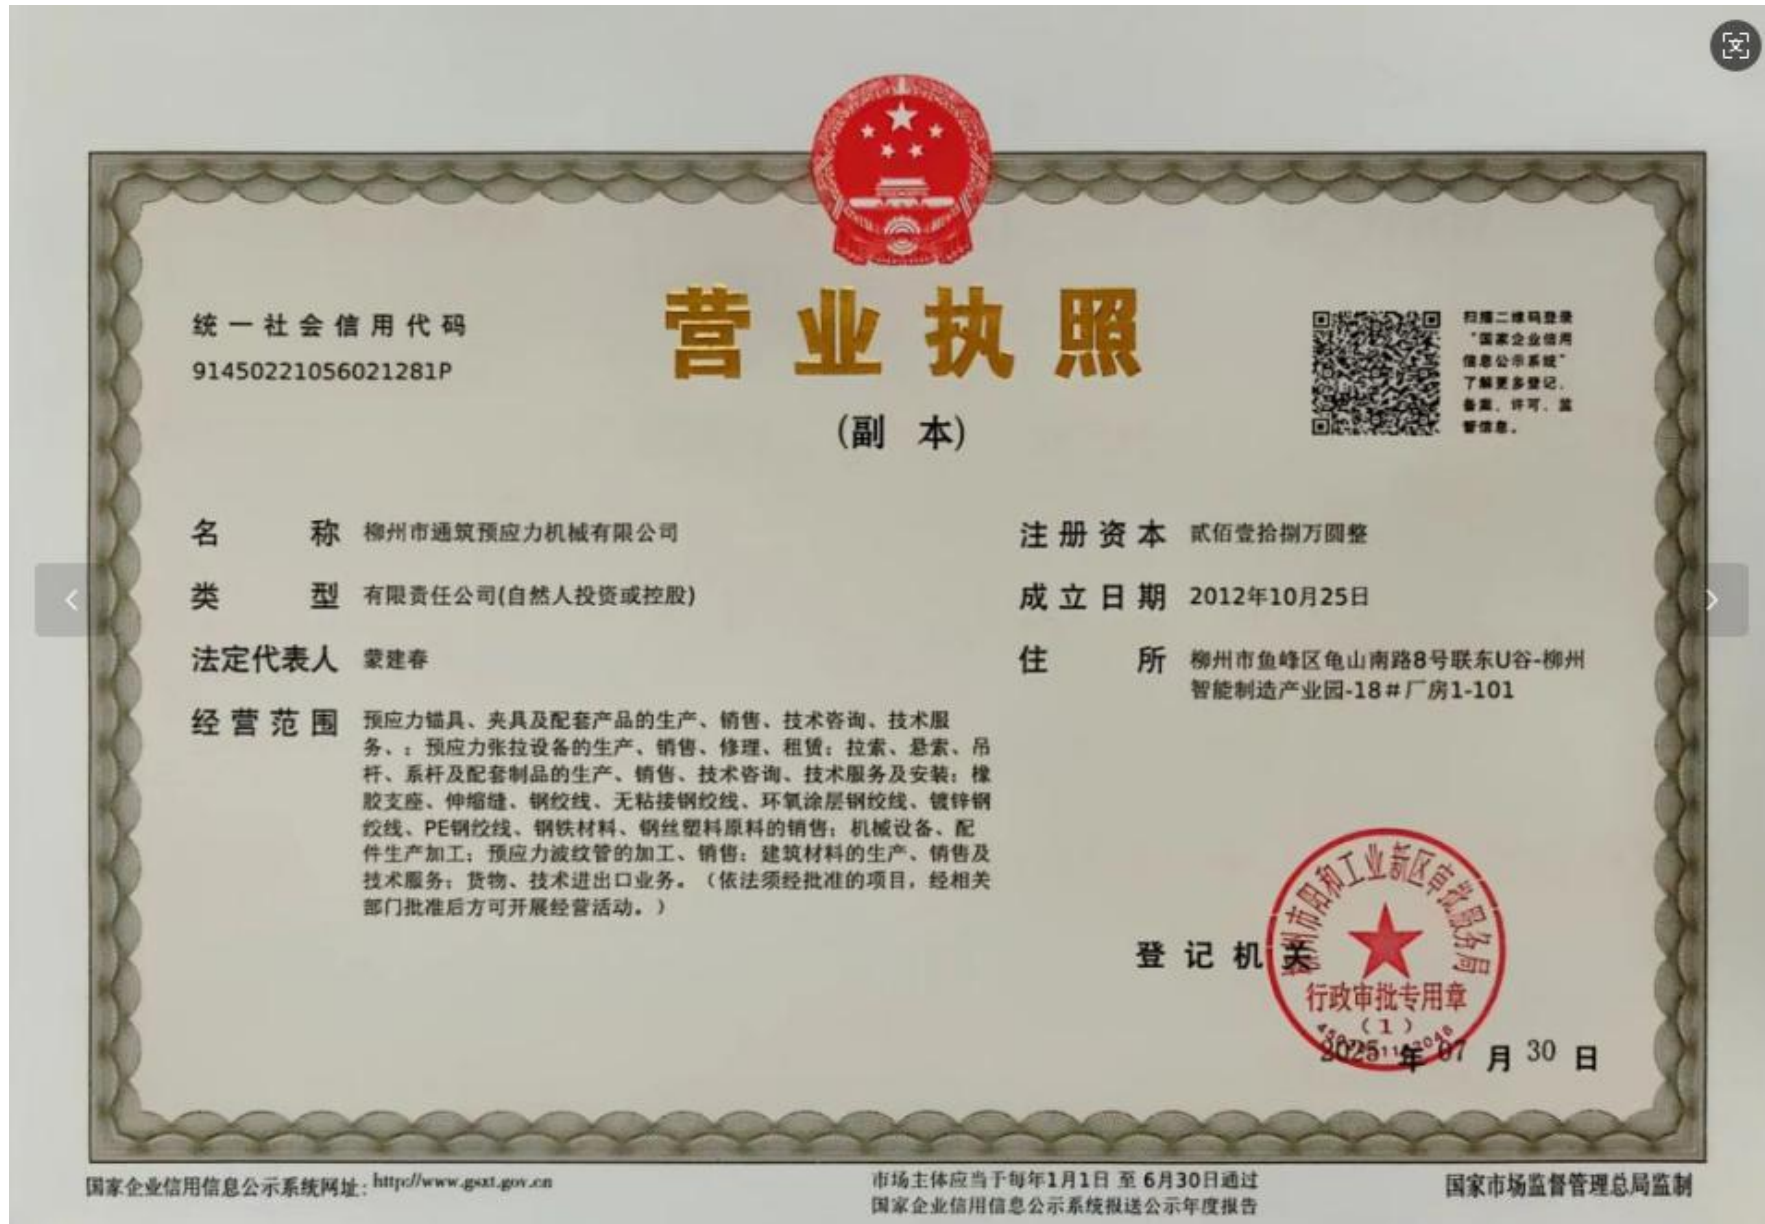 统一社会信用代码
91450221056021281P
营业执照
(副 本)
扫描二维码登录
“国家企业信用
信息公示系统”
了解更多登记、
备案、许可、监
管信息。
名 称 柳州市通筑预应力机械有限公司
类 型 有限责任公司(自然人投资或控股)
法定代表人 蒙建春
经营范围 预应力锚具、夹具及配套产品的生产、销售、技术咨询、技术服
务、；预应力张拉设备的生产、销售、修理、租赁；拉索、悬索、吊
杆、系杆及配套制品的生产、销售、技术咨询、技术服务及安装；橡
胶支座、伸缩缝、钢绞线、无粘接钢绞线、环氧涂层钢绞线、镀锌钢
绞线、PE钢绞线、钢铁材料、钢丝塑料原料的销售；机械设备、配
件生产加工；预应力波纹管的加工、销售；建筑材料的生产、销售及
技术服务；货物、技术进出口业务。（依法须经批准的项目，经相关
部门批准后方可开展经营活动。）
注册资本 贰佰壹拾捌万圆整
成立日期 2012年10月25日
住 所 柳州市鱼峰区龟山南路8号联东U谷-柳州
智能制造产业园-18#厂房1-101
登记机关
柳州市阳和工业新区审批服务局
行政审批专用章
（1）
2025 年 07 月 30 日
国家企业信用信息公示系统网址：http://www.gsxt.gov.cn
市场主体应当于每年1月1日 至 6月30日通过
国家企业信用信息公示系统报送公示年度报告
国家市场监督管理总局监制